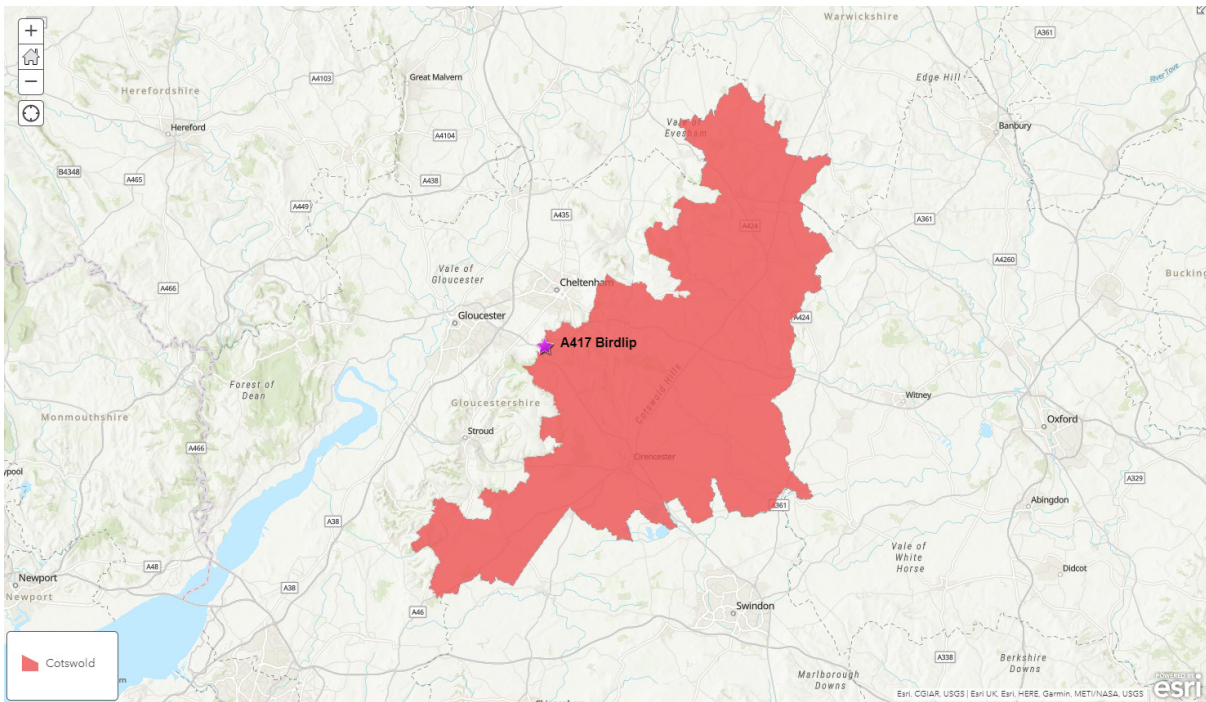 Warwickshire
A361
A4103
Great Malvern
Edge Hill
River Tove
Herefordshire
Hereford
Vale of
Evesham
Banbury
A4104
B4348
A465
A438
A449
A435
A361
A424
A4260
Vale of
Gloucester
Cheltenham
Bucking
A466
Gloucester
A424
A417 Birdlip
Forest of
Dean
Cotswold Hills
Witney
Gloucestershire
Monmouthshire
Stroud
Oxford
A466
Cirencester
ypool
A329
A38
A361
Abingdon
Vale of
White
Horse
A48
Newport
Newport
A38
Didcot
A46
Swindon
Cotswold
A338
Berkshire
Downs
Marlborough
Downs
POWERED BY
esri
Esri, CGIAR, USGS | Esri UK, Esri, HERE, Garmin, METI/NASA, USGS